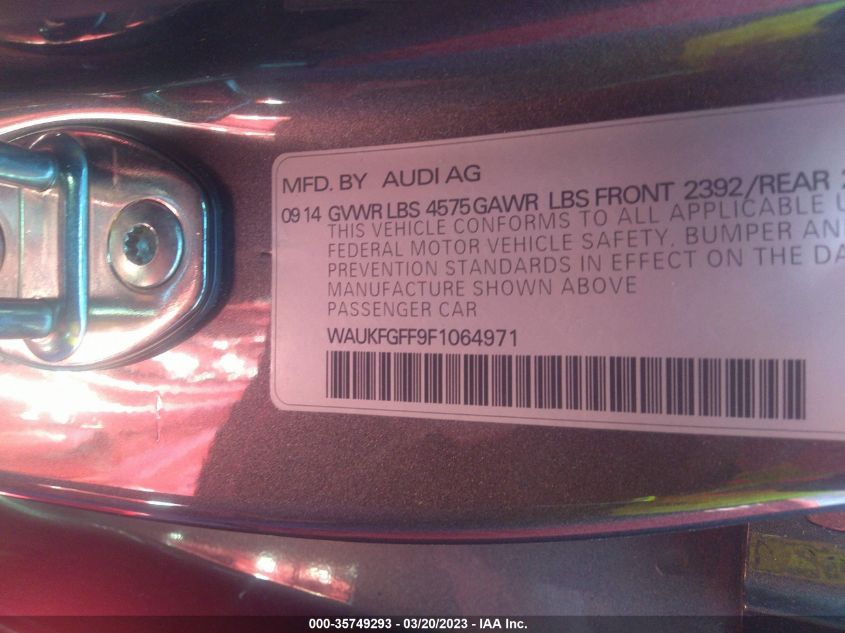 MFD. BY AUDI AG
09 14 GVWR LBS 4575 GAWR LBS FRONT 2392/REAR
THIS VEHICLE CONFORMS TO ALL APPLICABLE
FEDERAL MOTOR VEHICLE SAFETY, BUMPER AN
PREVENTION STANDARDS IN EFFECT ON THE DA
MANUFACTURE SHOWN ABOVE
PASSENGER CAR
WAUKFGFF9F1064971
000-35749293 — 03/20/2023 — IAA Inc.